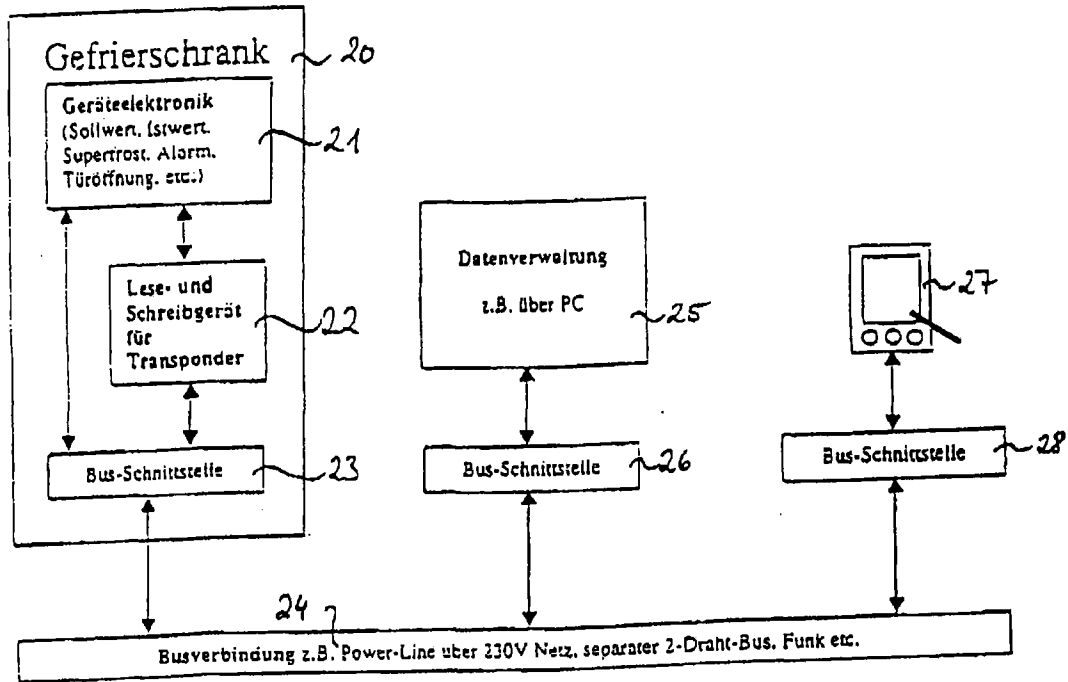 Gefrierschrank
20
Geräteelektronik
(Sollwert, Istwert,
Superfrost, Alarm,
Türöffnung, etc.)
21
Lese- und
Schreibgerät
für
Transponder
22
Bus-Schnittstelle
23
Datenverwaltung
z.B. über PC
25
Bus-Schnittstelle
26
27
Bus-Schnittstelle
28
24
Busverbindung z.B. Power-Line über 230V Netz, separater 2-Draht-Bus, Funk etc.